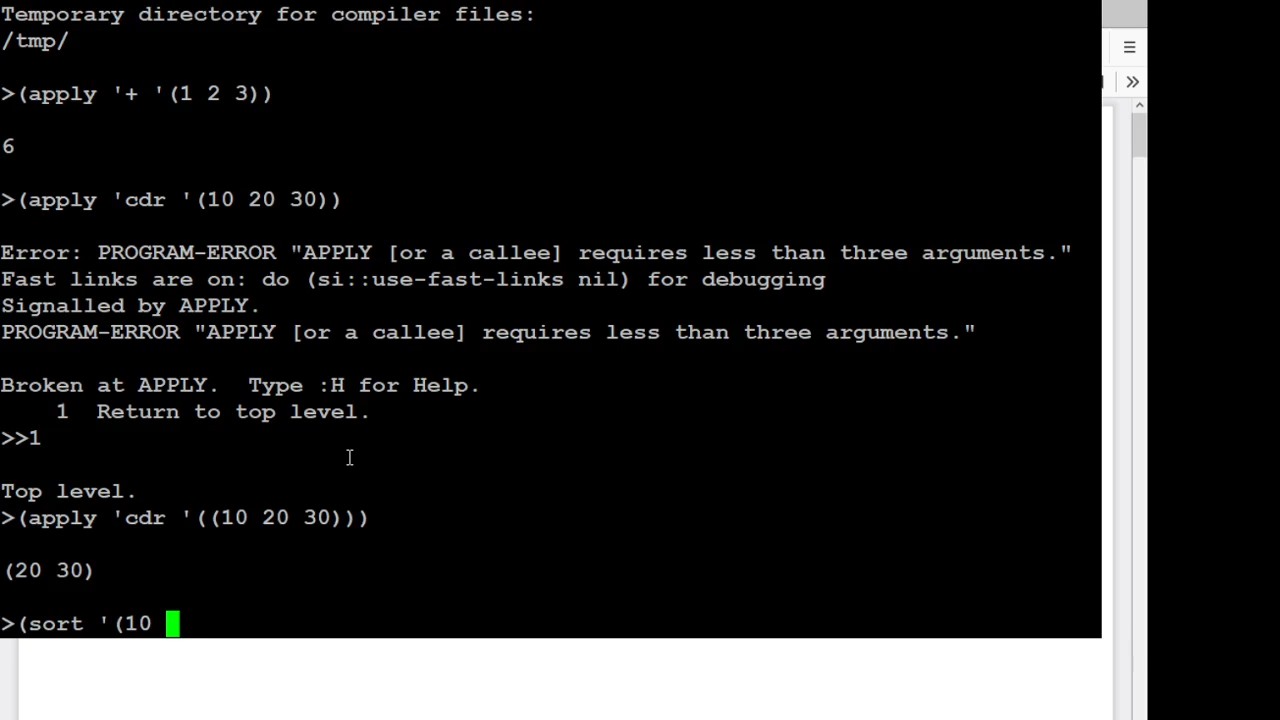 Temporary directory for compiler files:
/tmp/
>(apply '+ '(1 2 3))
6
>(apply 'cdr '(10 20 30))
Error: PROGRAM-ERROR "APPLY [or a callee] requires less than three arguments."
Fast links are on: do (si::use-fast-links nil) for debugging
Signalled by APPLY.
PROGRAM-ERROR "APPLY [or a callee] requires less than three arguments."
Broken at APPLY.  Type :H for Help.
    1  Return to top level.
>>1
Top level.
>(apply 'cdr '((10 20 30)))
(20 30)
>(sort '(10